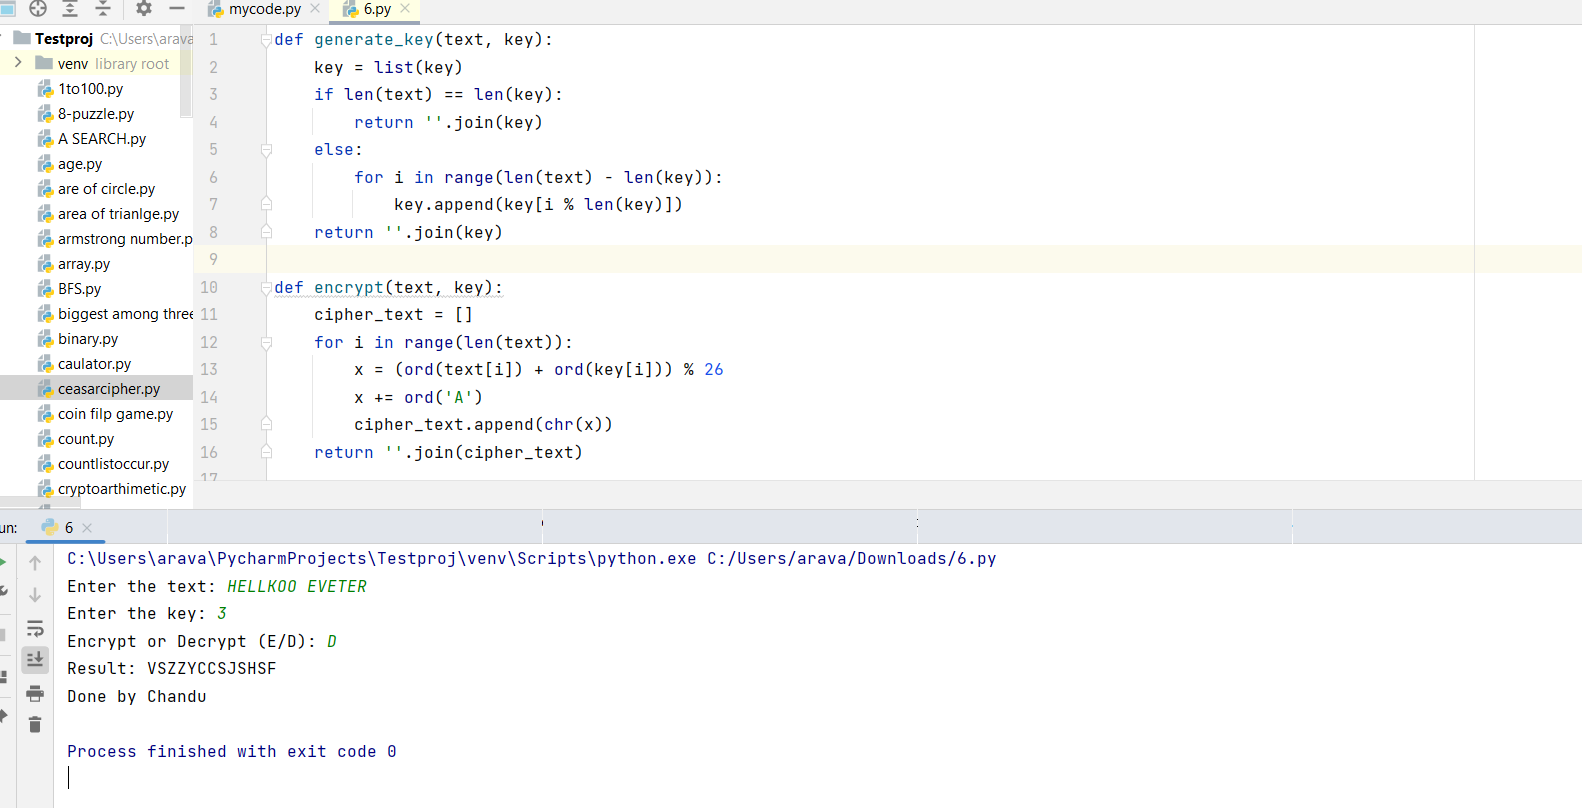 mycode.py
6.py
Testproj C:\Users\arava
venv library root
1to100.py
8-puzzle.py
A SEARCH.py
age.py
are of circle.py
area of trianlge.py
armstrong number.p
array.py
BFS.py
biggest among three
binary.py
caulator.py
ceasarcipher.py
coin filp game.py
count.py
countlistoccur.py
cryptoarthimetic.py
1 def generate_key(text, key):
2 key = list(key)
3 if len(text) == len(key):
4 return ''.join(key)
5 else:
6 for i in range(len(text) - len(key)):
7 key.append(key[i % len(key)])
8 return ''.join(key)
9
10 def encrypt(text, key):
11 cipher_text = []
12 for i in range(len(text)):
13 x = (ord(text[i]) + ord(key[i])) % 26
14 x += ord('A')
15 cipher_text.append(chr(x))
16 return ''.join(cipher_text)
17
un: 6
C:\Users\arava\PycharmProjects\Testproj\venv\Scripts\python.exe C:/Users/arava/Downloads/6.py
Enter the text: HELLKOO EVETER
Enter the key: 3
Encrypt or Decrypt (E/D): D
Result: VSZZYCCSJSHSF
Done by Chandu
Process finished with exit code 0